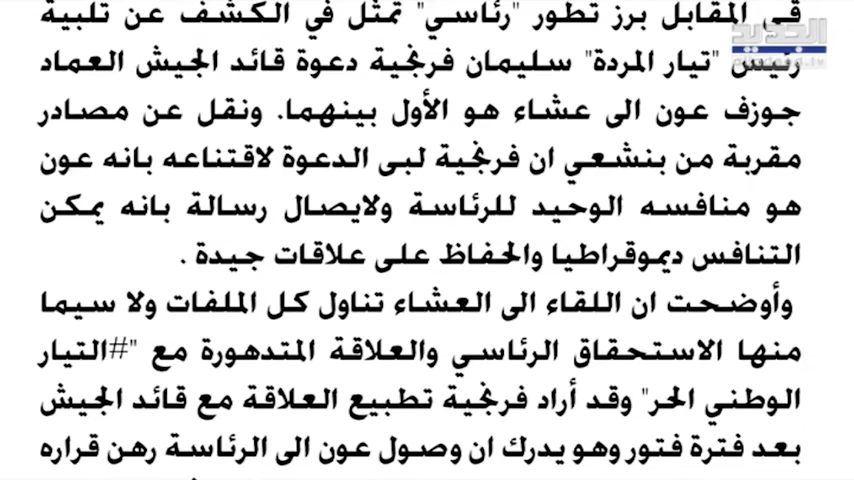 في المقابل برز تطور "رئاسي" تمثل في الكشف عن تلبية
رئيس "تيار المردة" سليمان فرنجية دعوة قائد الجيش العماد
جوزف عون الى عشاء هو الأول بينهما. ونقل عن مصادر
مقربة من بنشعي ان فرنجية لبى الدعوة لاقتناعه بانه عون
هو منافسه الوحيد للرئاسة ولايصال رسالة بانه يمكن
التنافس ديموقراطيا والحفاظ على علاقات جيدة .
وأوضحت ان اللقاء الى العشاء تناول كل الملفات ولا سيما
منها الاستحقاق الرئاسي والعلاقة المتدهورة مع "#التيار
الوطني الحر" وقد أراد فرنجية تطبيع العلاقة مع قائد الجيش
بعد فترة فتور وهو يدرك ان وصول عون الى الرئاسة رهن قراره
الجديد
aljadeed.tv